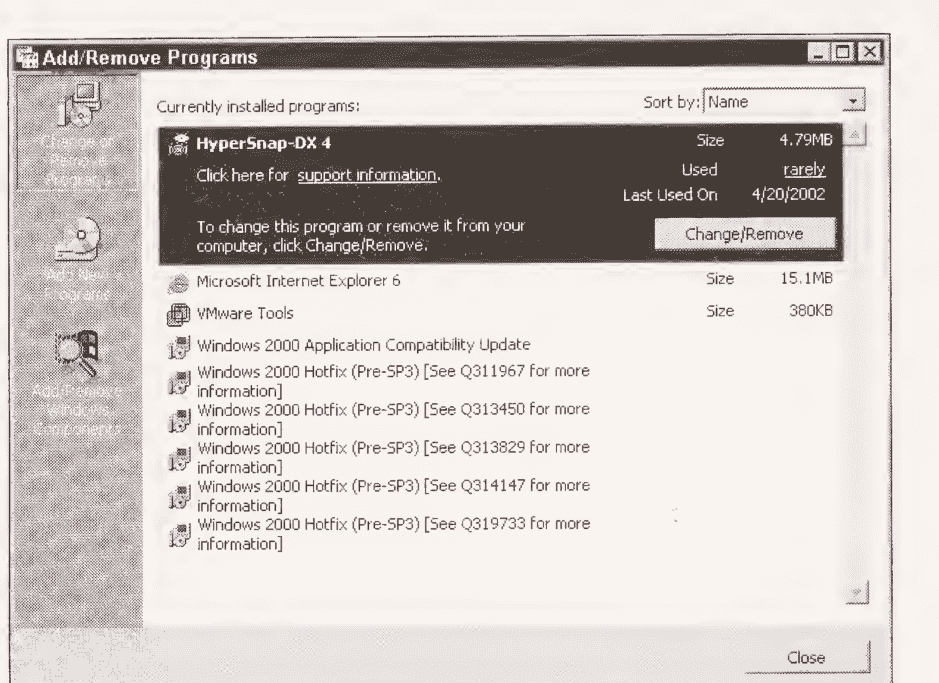 Add/Remove Programs
Change or
Remove
Programs
Add New
Programs
Add/Remove
Windows
Components
Currently installed programs:
Sort by: Name
HyperSnap-DX 4
Size 4.79MB
Click here for support information.
Used rarely
Last Used On 4/20/2002
To change this program or remove it from your
computer, click Change/Remove.
Change/Remove
Microsoft Internet Explorer 6
Size 15.1MB
VMware Tools
Size 380KB
Windows 2000 Application Compatibility Update
Windows 2000 Hotfix (Pre-SP3) [See Q311967 for more
information]
Windows 2000 Hotfix (Pre-SP3) [See Q313450 for more
information]
Windows 2000 Hotfix (Pre-SP3) [See Q313829 for more
information]
Windows 2000 Hotfix (Pre-SP3) [See Q314147 for more
information]
Windows 2000 Hotfix (Pre-SP3) [See Q319733 for more
information]
Close